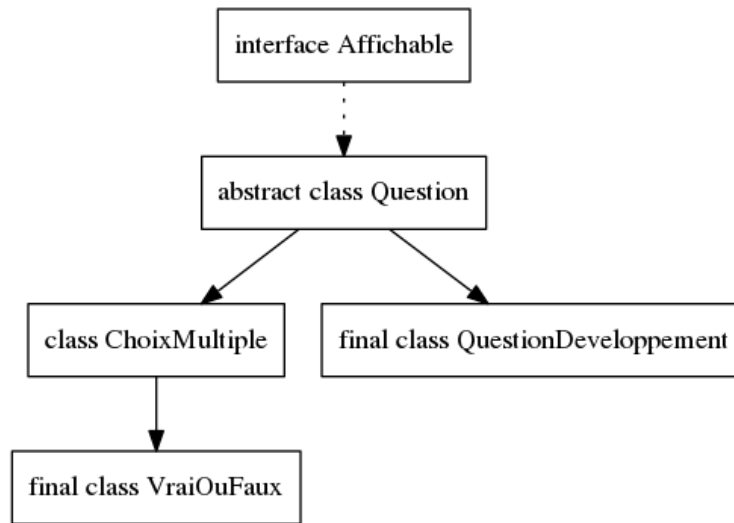 interface Affichable
abstract class Question
class ChoixMultiple
final class QuestionDeveloppement
final class VraiOuFaux